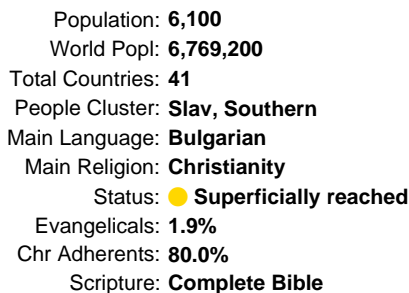 Population: 6,100
World Popl: 6,769,200
Total Countries: 41
People Cluster: Slav, Southern
Main Language: Bulgarian
Main Religion: Christianity
Status: Superficially reached
Evangelicals: 1.9%
Chr Adherents: 80.0%
Scripture: Complete Bible